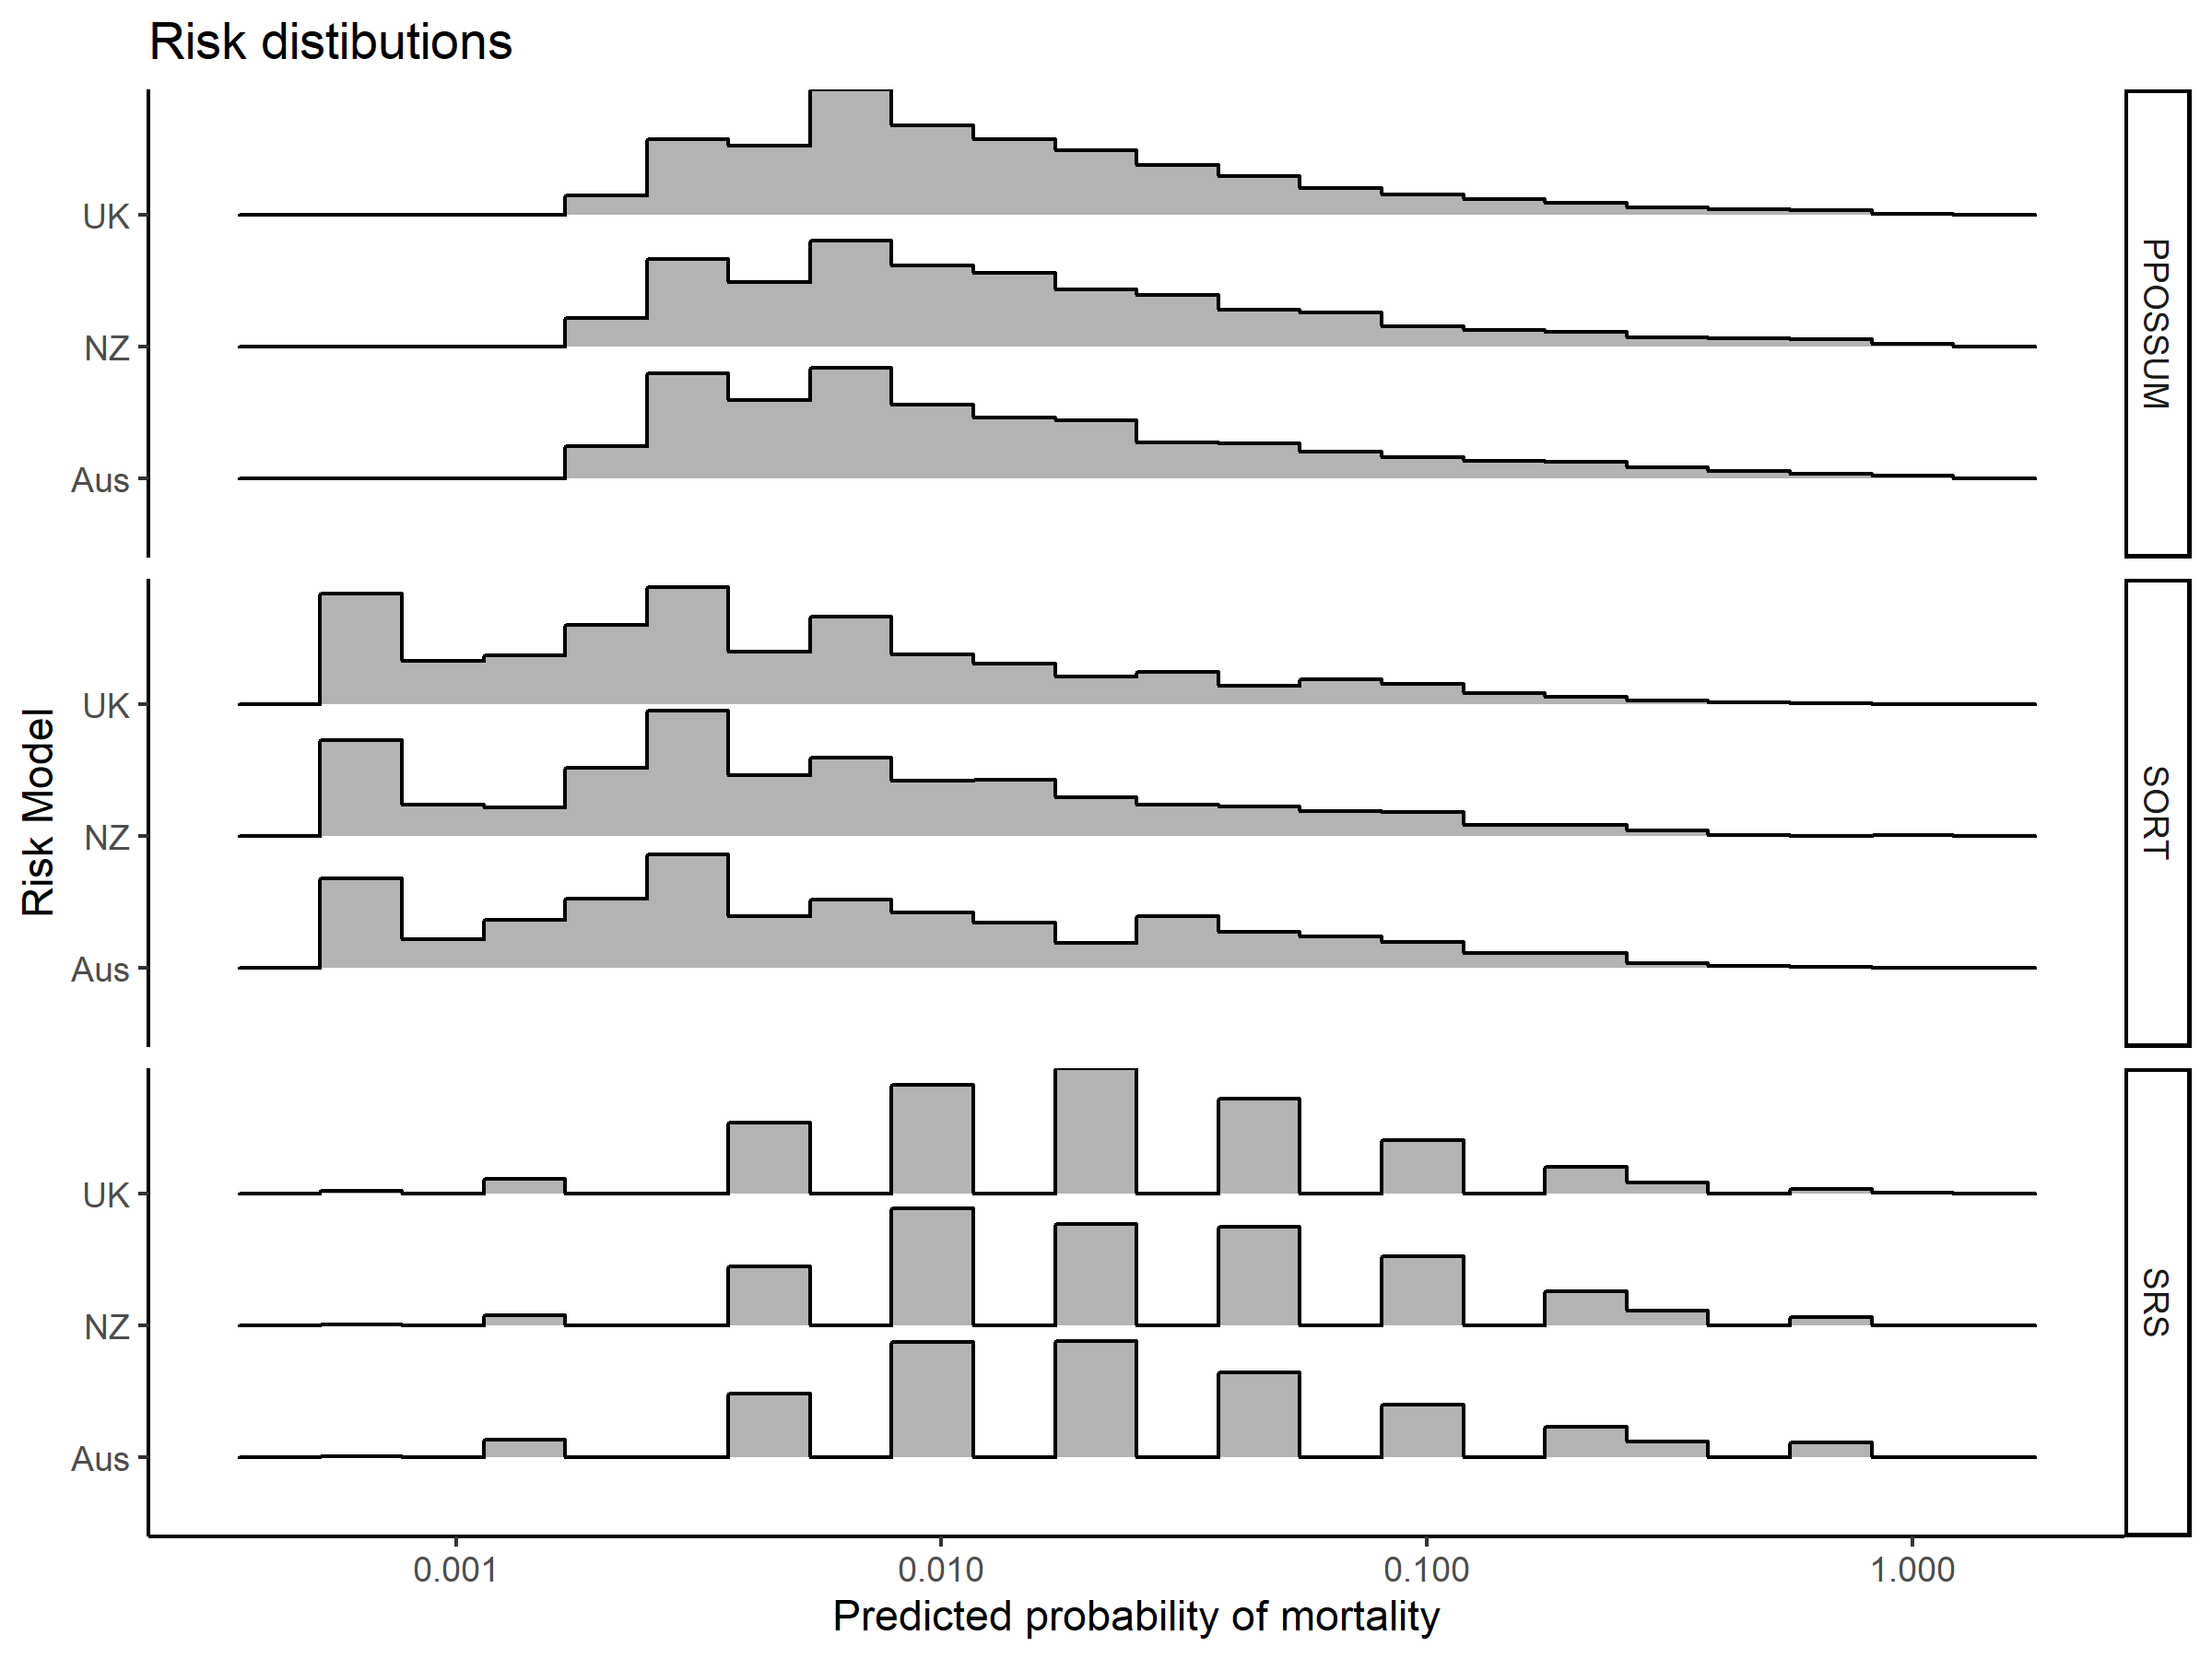 Risk distibutions
UK
NZ
Aus
PPOSSUM
UK
NZ
Aus
SORT
Risk Model
UK
NZ
Aus
SRS
0.001 0.010 0.100 1.000
Predicted probability of mortality